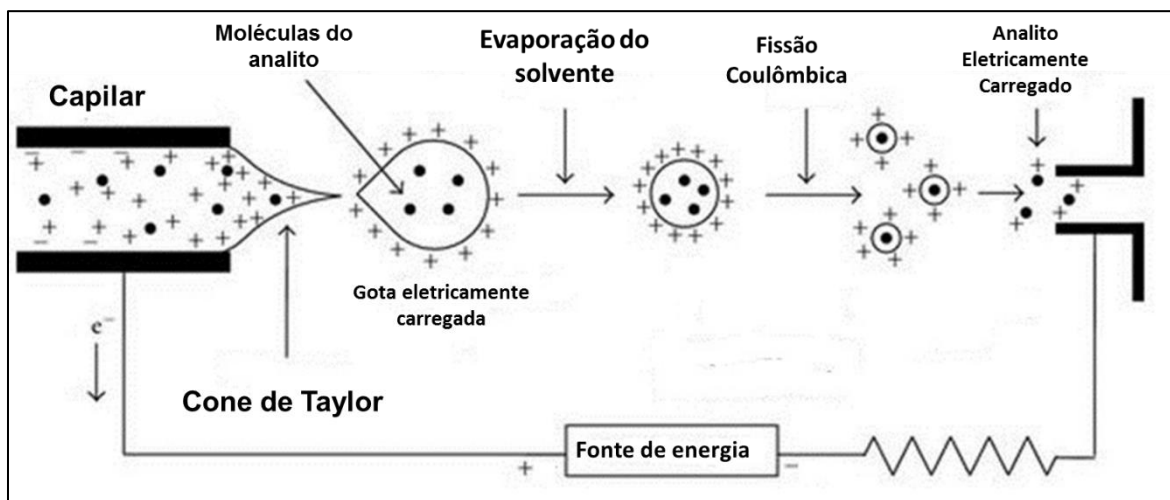 Moléculas do
analito
Evaporação do
solvente
Fissão
Coulômbica
Analito
Eletricamente
Carregado
Capilar
Gota eletricamente
carregada
e⁻
Cone de Taylor
Fonte de energia
+
−